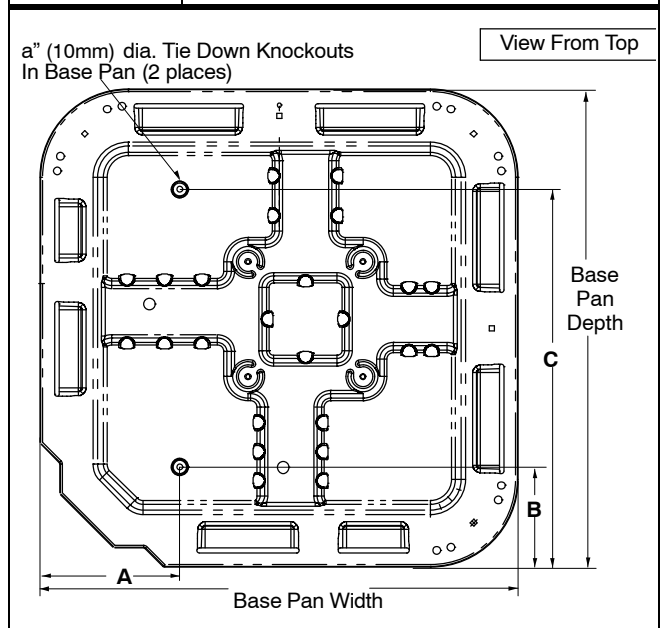 View From Top
a” (10mm) dia. Tie Down Knockouts
In Base Pan (2 places)
Base
Pan
Depth
C
B
A
Base Pan Width